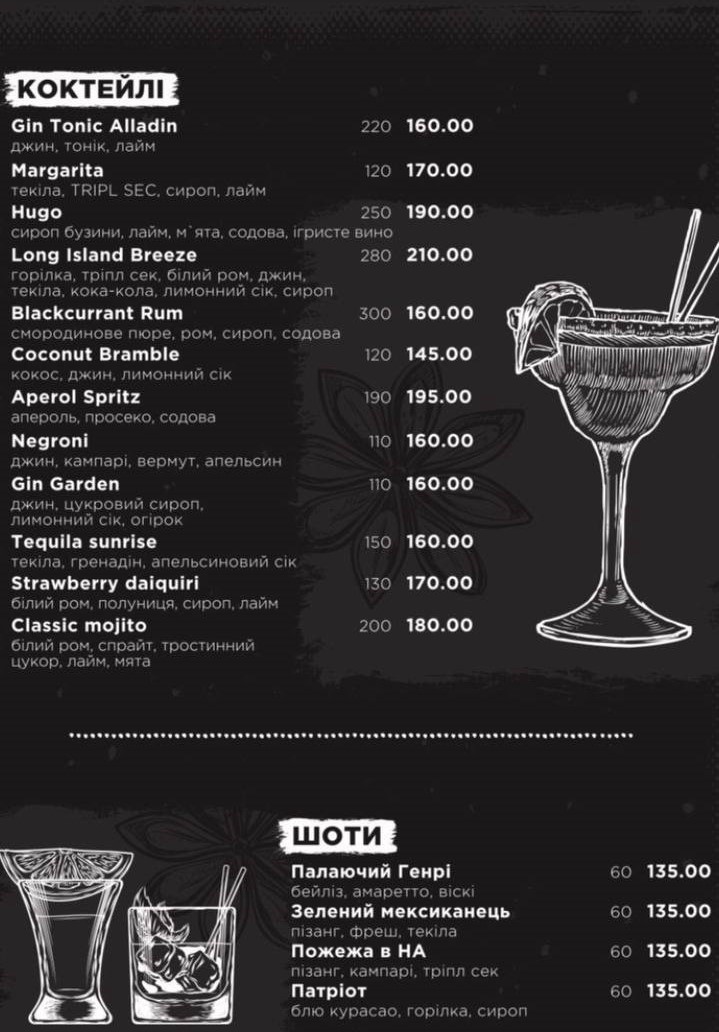 КОКТЕЙЛІ
Gin Tonic Alladin 220 160.00
джин, тонік, лайм
Margarita 120 170.00
текіла, TRIPL SEC, сироп, лайм
Hugo 250 190.00
сироп бузини, лайм, м`ята, содова, ігристе вино
Long Island Breeze 280 210.00
горілка, тріпл сек, білий ром, джин,
текіла, кока-кола, лимонний сік, сироп
Blackcurrant Rum 300 160.00
смородинове пюре, ром, сироп, содова
Coconut Bramble 120 145.00
кокос, джин, лимонний сік
Aperol Spritz 190 195.00
апероль, просеко, содова
Negroni 110 160.00
джин, кампарі, вермут, апельсин
Gin Garden 110 160.00
джин, цукровий сироп,
лимонний сік, огірок
Tequila sunrise 150 160.00
текіла, гренадін, апельсиновий сік
Strawberry daiquiri 130 170.00
білий ром, полуниця, сироп, лайм
Classic mojito 200 180.00
білий ром, спрайт, тростинний
цукор, лайм, мята
ШОТИ
Палаючий Генрі 60 135.00
бейліз, амаретто, віскі
Зелений мексиканець 60 135.00
пізанг, фреш, текіла
Пожежа в НА 60 135.00
пізанг, кампарі, тріпл сек
Патріот 60 135.00
блю курасао, горілка, сироп